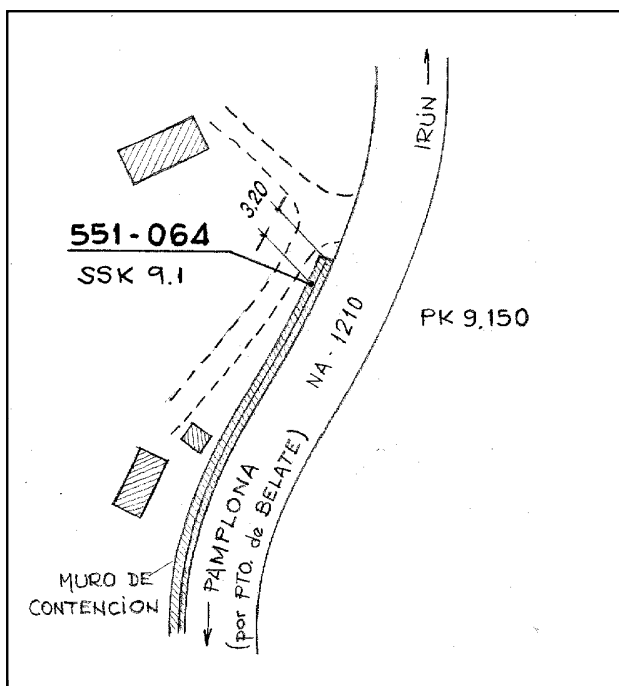 IRÚN
3,20
551-064
SSK 9.1
PK 9,150
NA-1210
PAMPLONA
(por PTO. de BELATE)
MURO DE
CONTENCION